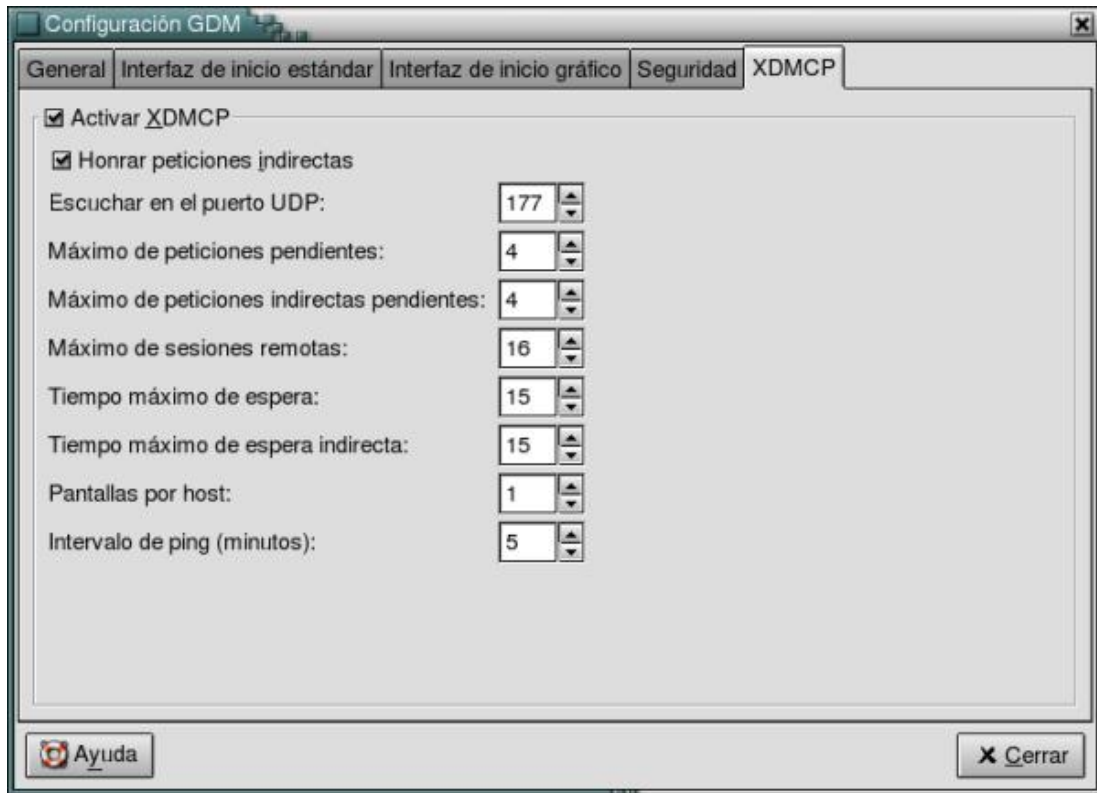 Configuración GDM
General Interfaz de inicio estándar Interfaz de inicio gráfico Seguridad XDMCP
Activar XDMCP
Honrar peticiones indirectas
Escuchar en el puerto UDP: 177
Máximo de peticiones pendientes: 4
Máximo de peticiones indirectas pendientes: 4
Máximo de sesiones remotas: 16
Tiempo máximo de espera: 15
Tiempo máximo de espera indirecta: 15
Pantallas por host: 1
Intervalo de ping (minutos): 5
Ayuda Cerrar